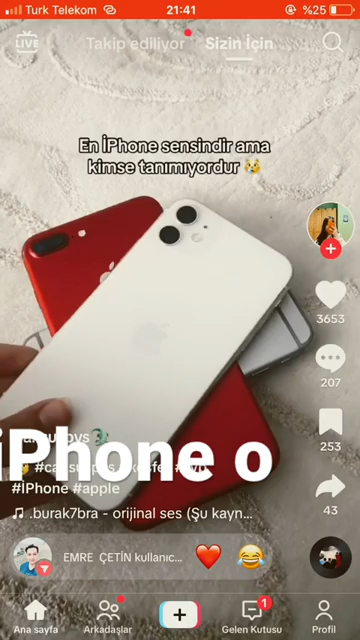 Turk Telekom
21:41
%25
LIVE
Takip ediliyor
Sizin İçin
En İPhone sensindir ama
kimse tanımıyordur 😿
3653
207
253
43
iPhone o
#İPhone #apple
♫ .burak7bra - orijinal ses (Şu kayn...
EMRE ÇETİN kullanıc...
❤️ 😂
Ana sayfa
Arkadaşlar
1
Gelen Kutusu
Profil